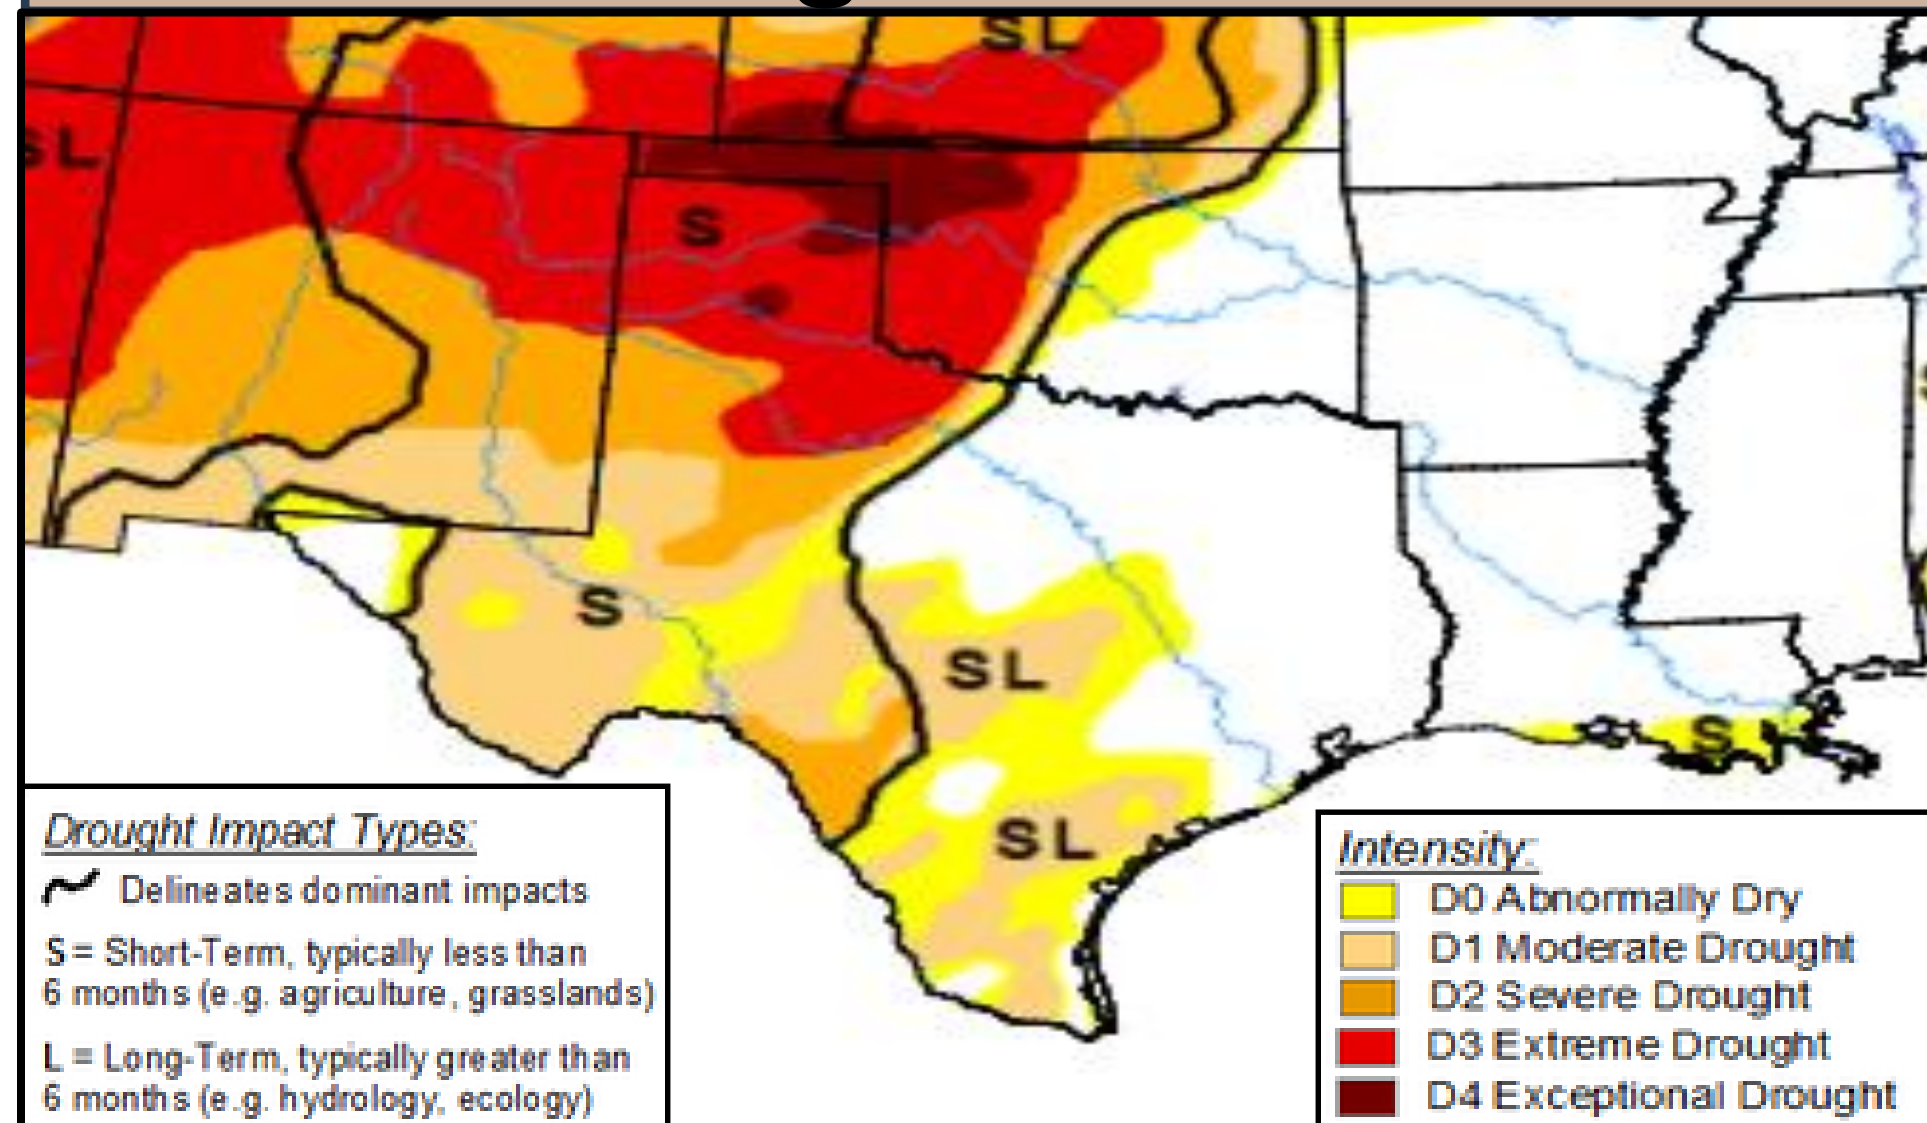 SL
SL
S
S
SL
S
SL
Drought Impact Types:
Delineates dominant impacts
S = Short-Term, typically less than
6 months (e.g. agriculture, grasslands)
L = Long-Term, typically greater than
6 months (e.g. hydrology, ecology)
Intensity:
D0 Abnormally Dry
D1 Moderate Drought
D2 Severe Drought
D3 Extreme Drought
D4 Exceptional Drought